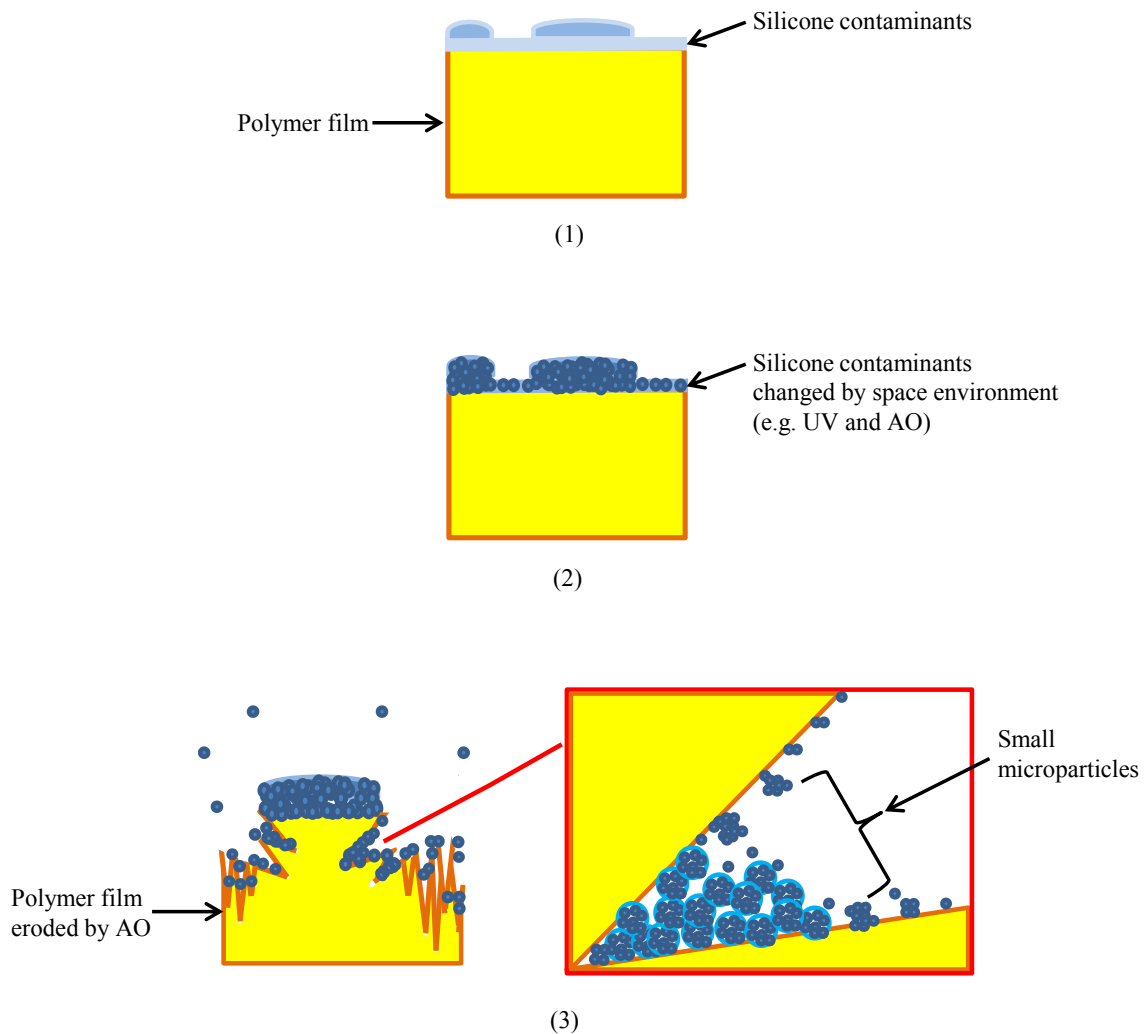 Silicone contaminants
Polymer film
(1)
Silicone contaminants
changed by space environment
(e.g. UV and AO)
(2)
Small
microparticles
Polymer film
eroded by AO
(3)